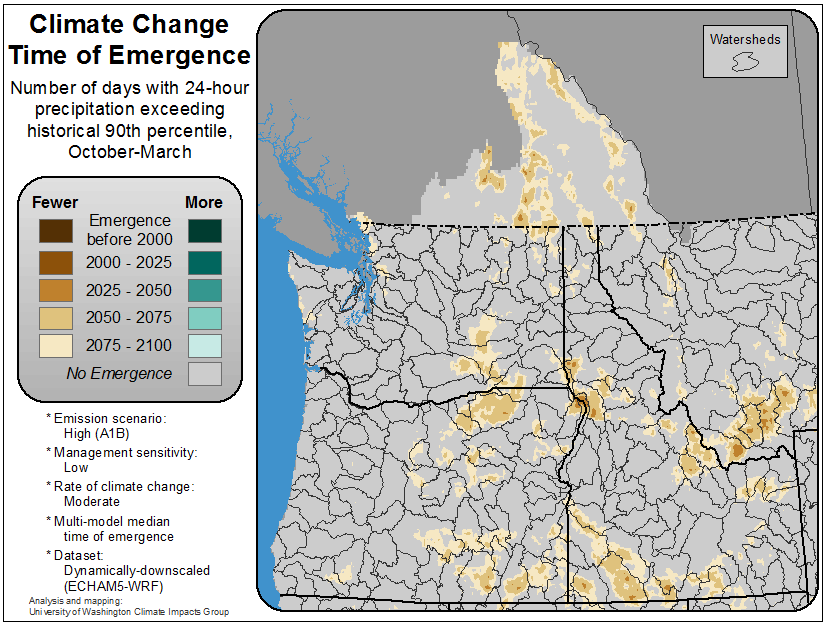 Climate Change
Time of Emergence
Number of days with 24-hour
precipitation exceeding
historical 90th percentile,
October-March
Fewer More
Emergence
before 2000
2000 - 2025
2025 - 2050
2050 - 2075
2075 - 2100
No Emergence
* Emission scenario:
High (A1B)
* Management sensitivity:
Low
* Rate of climate change:
Moderate
* Multi-model median
time of emergence
* Dataset:
Dynamically-downscaled
(ECHAM5-WRF)
Analysis and mapping:
University of Washington Climate Impacts Group
Watersheds